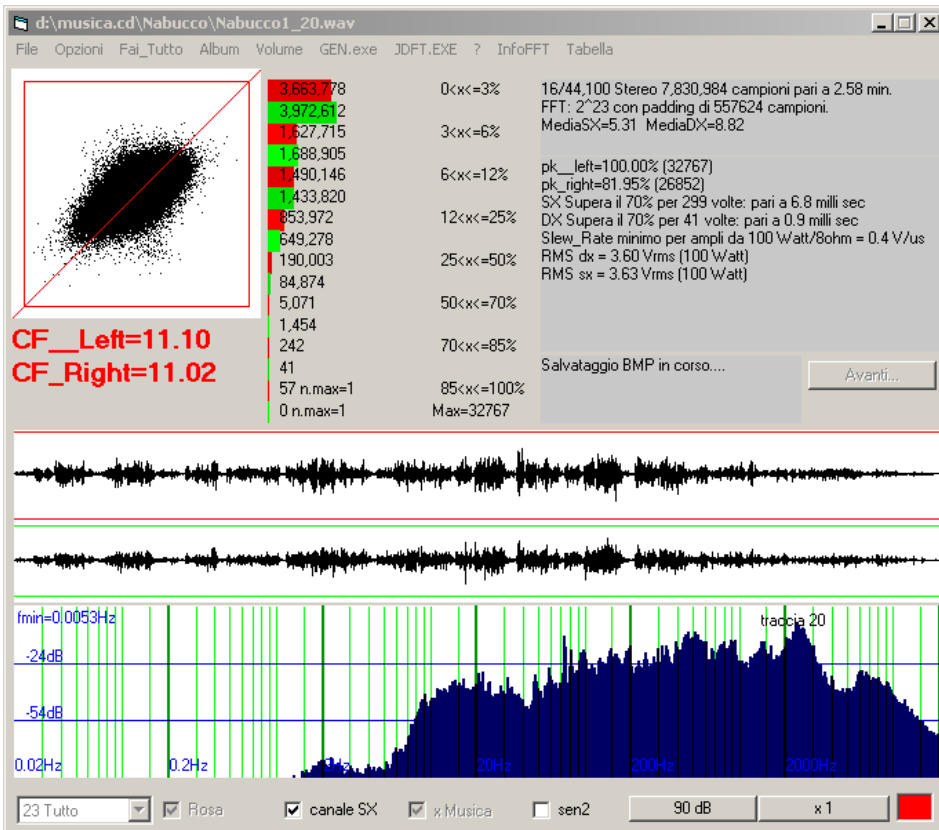 d:\musica.cd\Nabucco\Nabucco1_20.wav
File Opzioni Fai_Tutto Album Volume GEN.exe JDFT.EXE ? InfoFFT Tabella
3,663,778 0<x<=3%
3,972,612
1,627,715 3<x<=6%
1,688,905
1,490,146 6<x<=12%
1,433,820
853,972 12<x<=25%
649,278
190,003 25<x<=50%
84,874
5,071 50<x<=70%
1,454
242 70<x<=85%
41
57 n.max=1 85<x<=100%
0 n.max=1 Max=32767
CF__Left=11.10
CF_Right=11.02
16/44,100 Stereo 7,830,984 campioni pari a 2.58 min.
FFT: 2^23 con padding di 557624 campioni.
MediaSX=5.31 MediaDX=8.82
pk__left=100.00% (32767)
pk_right=81.95% (26852)
SX Supera il 70% per 299 volte: pari a 6.8 milli sec
DX Supera il 70% per 41 volte: pari a 0.9 milli sec
Slew_Rate minimo per ampli da 100 Watt/8ohm = 0.4 V/us
RMS dx = 3.60 Vrms (100 Watt)
RMS sx = 3.63 Vrms (100 Watt)
Salvataggio BMP in corso....
Avanti...
fmin=0.0053Hz traccia 20
-24dB
-54dB
0.02Hz 0.2Hz 2Hz 20Hz 200Hz 2000Hz
23 Tutto Rosa canale SX x Musica sen2 90 dB x 1